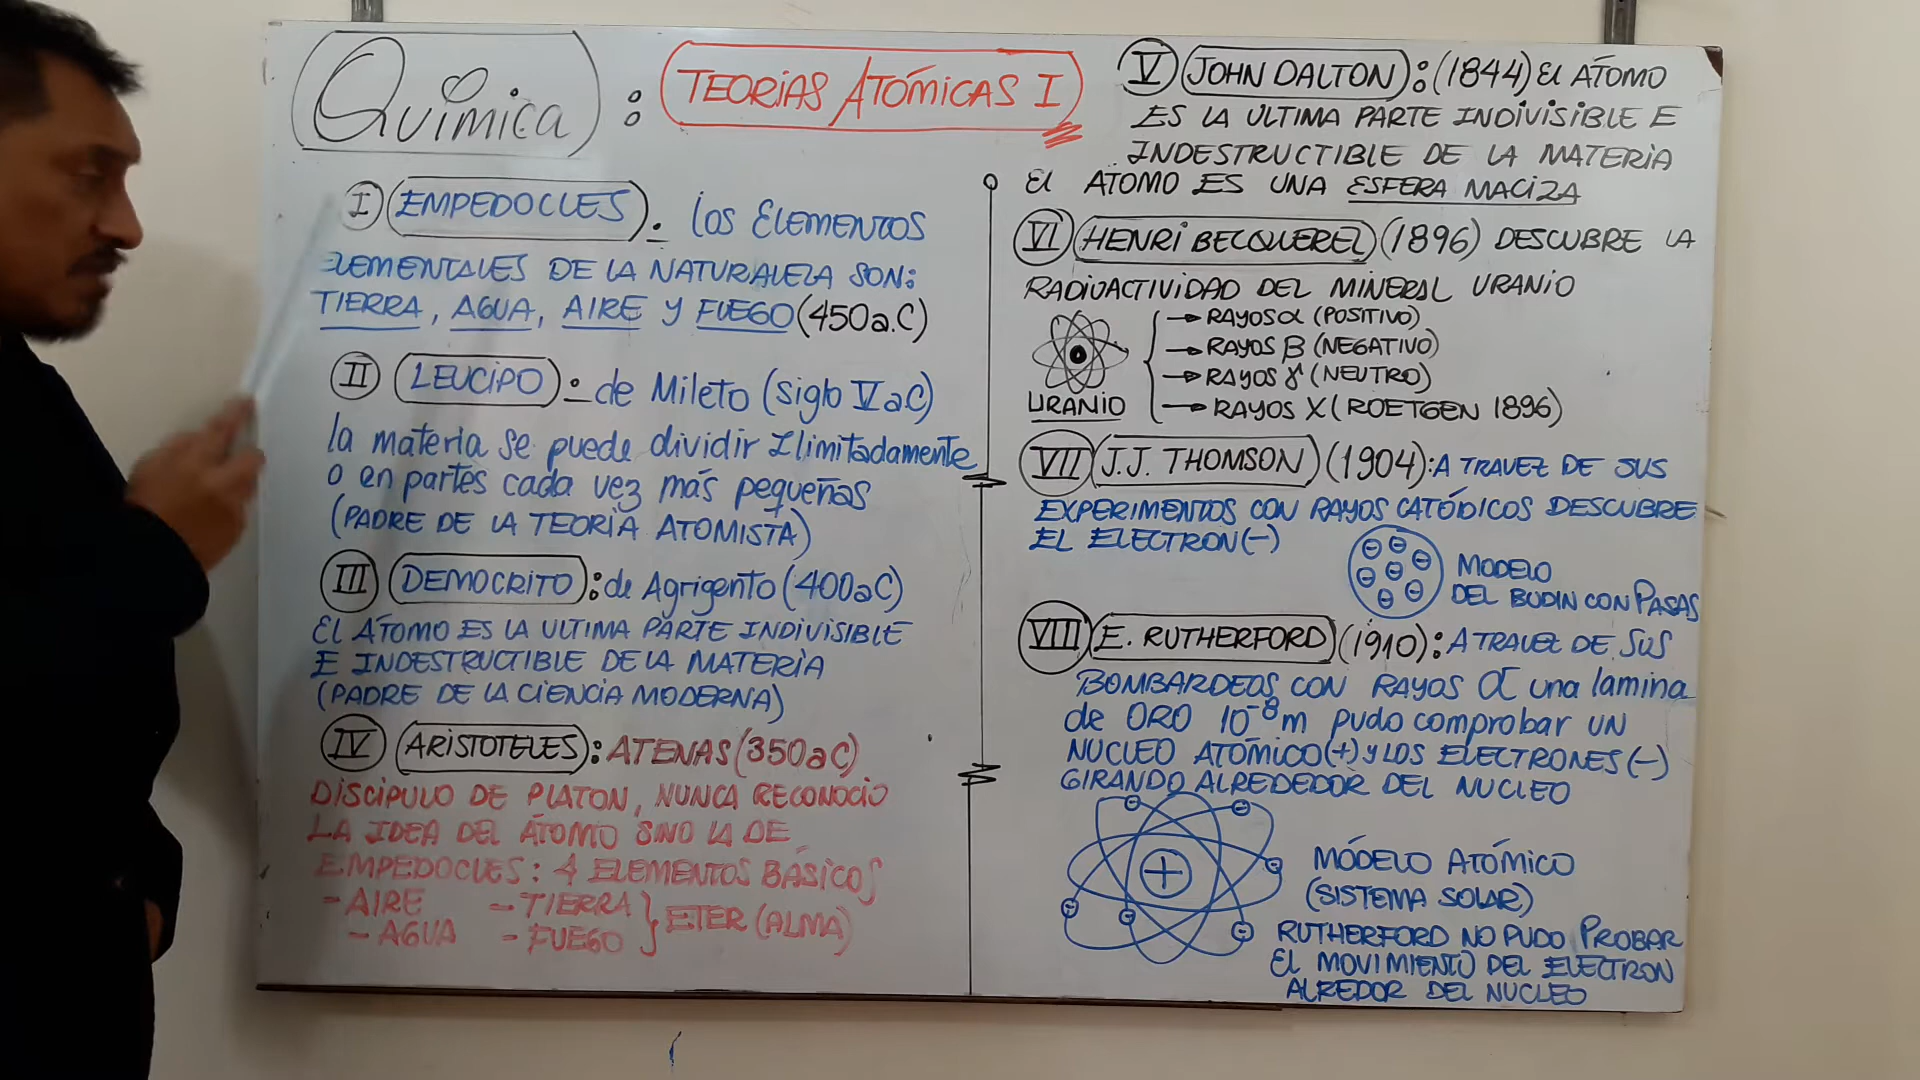 Química : TEORIAS ATÓMICAS I
I EMPEDOCLES .- los ELEMENTOS
ELEMENTALES DE LA NATURALEZA SON:
TIERRA, AGUA, AIRE Y FUEGO (450a.C)
II LEUCIPO :- de Mileto (siglo V a.C)
la materia se puede dividir Ilimitadamente
o en partes cada vez más pequeñas
(PADRE DE LA TEORIA ATOMISTA)
III DEMOCRITO : de Agrigento (400aC)
El ÁTOMO ES LA ULTIMA PARTE INDIVISIBLE
E INDESTRUCTIBLE DE LA MATERIA
(PADRE DE LA CIENCIA MODERNA)
IV ARISTOTELES : ATENAS (350aC)
DISCIPULO DE PLATON, NUNCA RECONOCIO
LA IDEA DEL ÁTOMO SINO LA DE
EMPEDOCLES: 4 ELEMENTOS BÁSICOS
- AIRE - TIERRA } ETER (ALMA)
- AGUA - FUEGO
V JOHN DALTON : (1844) El ÁTOMO
ES LA ULTIMA PARTE INDIVISIBLE E
INDESTRUCTIBLE DE LA MATERIA
El ATOMO ES UNA ESFERA MACIZA
VI HENRI BECQUEREL (1896) DESCUBRE LA
RADIUACTIVIDAD DEL MINERAL URANIO
→ RAYOS α (POSITIVO)
→ RAYOS β (NEGATIVO)
→ RAYOS γ (NEUTRO)
URANIO → RAYOS X (ROETGEN 1896)
VII J.J. THOMSON (1904): A TRAVEZ DE SUS
EXPERIMENTOS CON RAYOS CATÓDICOS DESCUBRE
EL ELECTRON (-)
MODELO
DEL BUDIN CON PASAS
VIII E. RUTHERFORD (1910): A TRAVEZ DE SUS
BOMBARDEOS CON RAYOS α una lamina
de ORO 10⁻⁸m pudo comprobar UN
NUCLEO ATÓMICO (+) y LOS ELECTRONES (-)
GIRANDO ALREDEDOR DEL NUCLEO
+
MÓDELO ATÓMICO
(SISTEMA SOLAR)
RUTHERFORD NO PUDO PROBAR
El MOVIMIENTO DEL ELECTRON
ALREDOR DEL NUCLEO